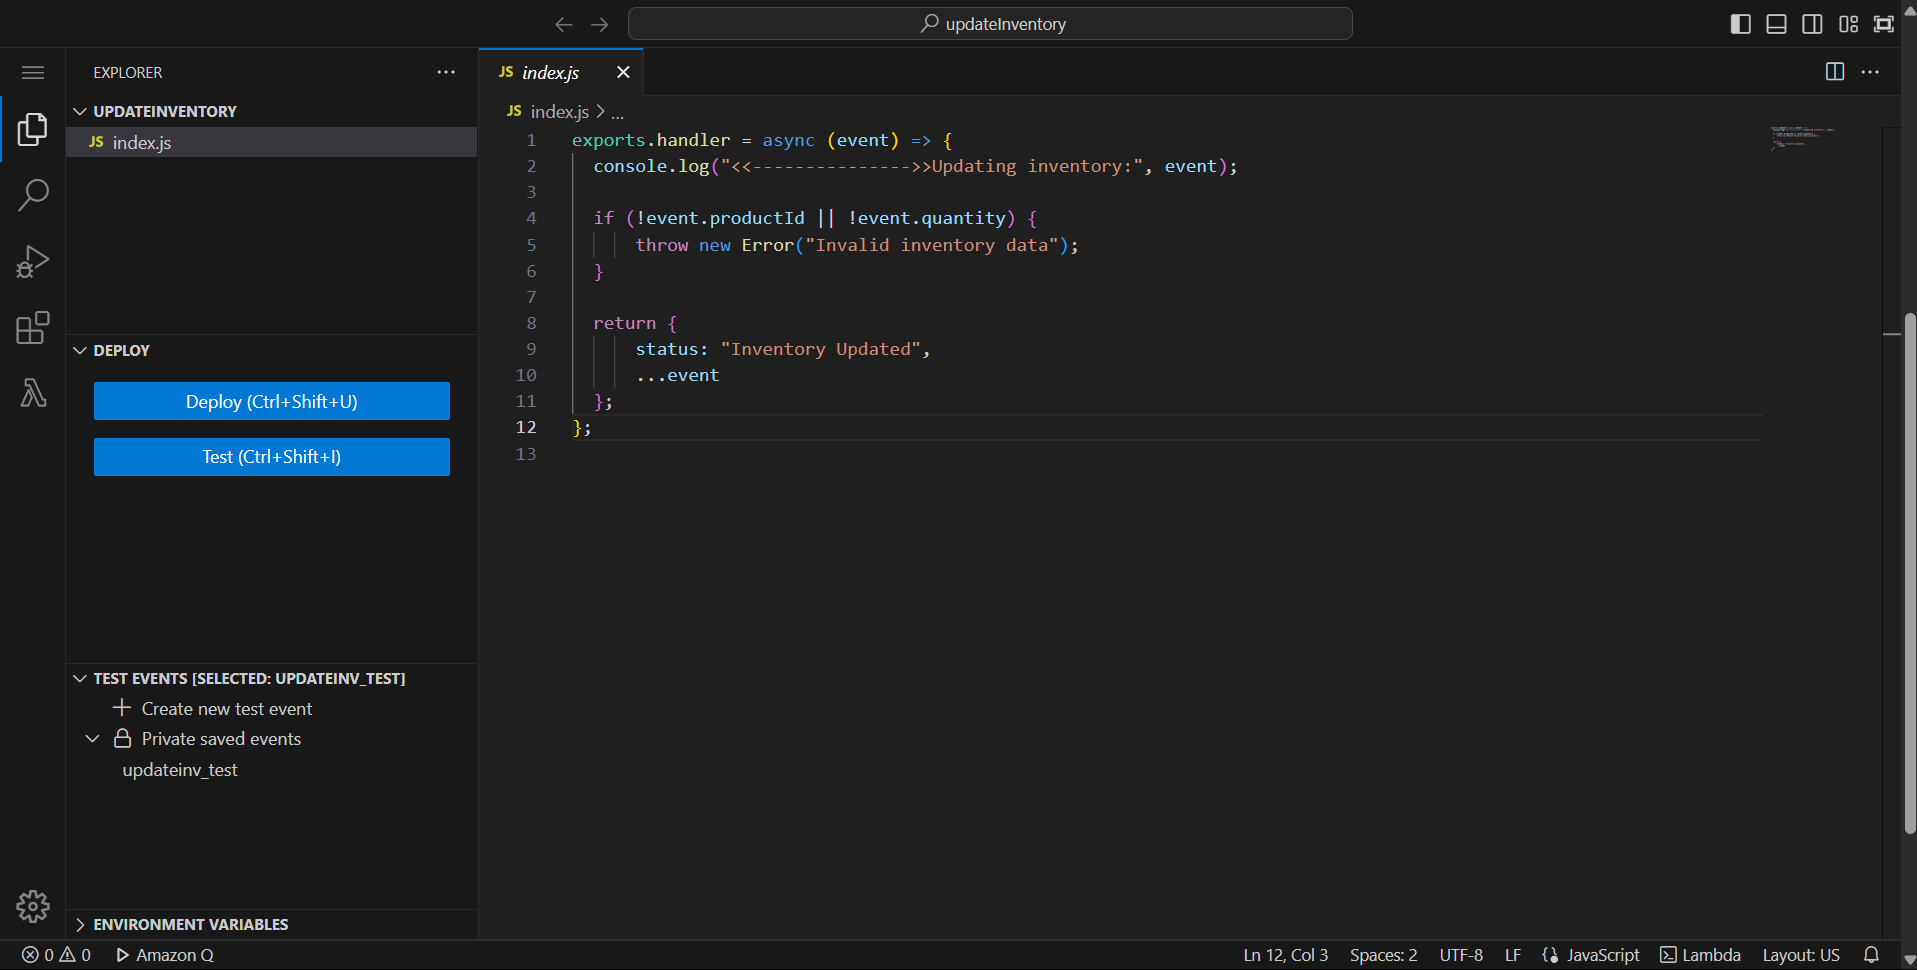 updateInventory
EXPLORER
UPDATEINVENTORY
JS index.js
DEPLOY
Deploy (Ctrl+Shift+U)
Test (Ctrl+Shift+I)
TEST EVENTS [SELECTED: UPDATEINV_TEST]
Create new test event
Private saved events
updateinv_test
ENVIRONMENT VARIABLES
JS index.js
JS index.js > ...
1 exports.handler = async (event) => {
2 console.log("<<--------------->>Updating inventory:", event);
3
4 if (!event.productId || !event.quantity) {
5 throw new Error("Invalid inventory data");
6 }
7
8 return {
9 status: "Inventory Updated",
10 ...event
11 };
12 };
13
0 0 Amazon Q
Ln 12, Col 3 Spaces: 2 UTF-8 LF {} JavaScript Lambda Layout: US